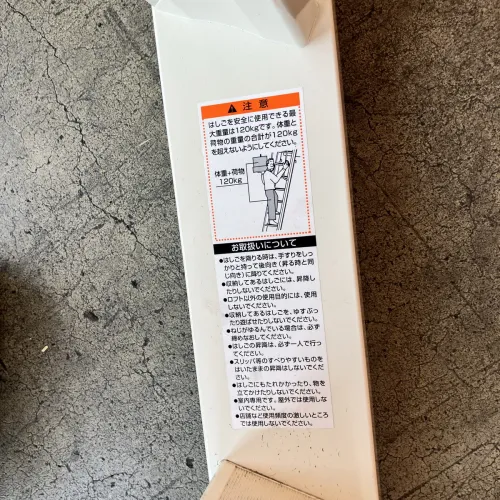 ⚠ 注意
はしごを安全に使用できる最
大重量は120kgです。体重と
荷物の重量の合計が120kg
を超えないようにしてください。
体重+荷物
120kg
お取扱いについて
●はしごを降りる時は、手すりをしっ
かりと持って後向き(昇る時と同
じ向き)に降りてください。
●収納してあるはしごには、昇降し
たりしないでください。
●ロフト以外の使用目的には、使用
しないでください。
●収納してあるはしごを、ゆすぶっ
たり遊ばせたりしないでください。
●ねじがゆるんでいる場合は、必ず
締めなおしてください。
●はしごの昇降は、必ず一人で行っ
てください。
●スリッパ等のすべりやすいものを
はいたままの昇降はしないでくだ
さい。
●はしごにもたれかかったり、物を
立てかけたりしないでください。
●室内専用です。屋外では使用しな
いでください。
●店舗など使用頻度の激しいところ
では使用しないでください。